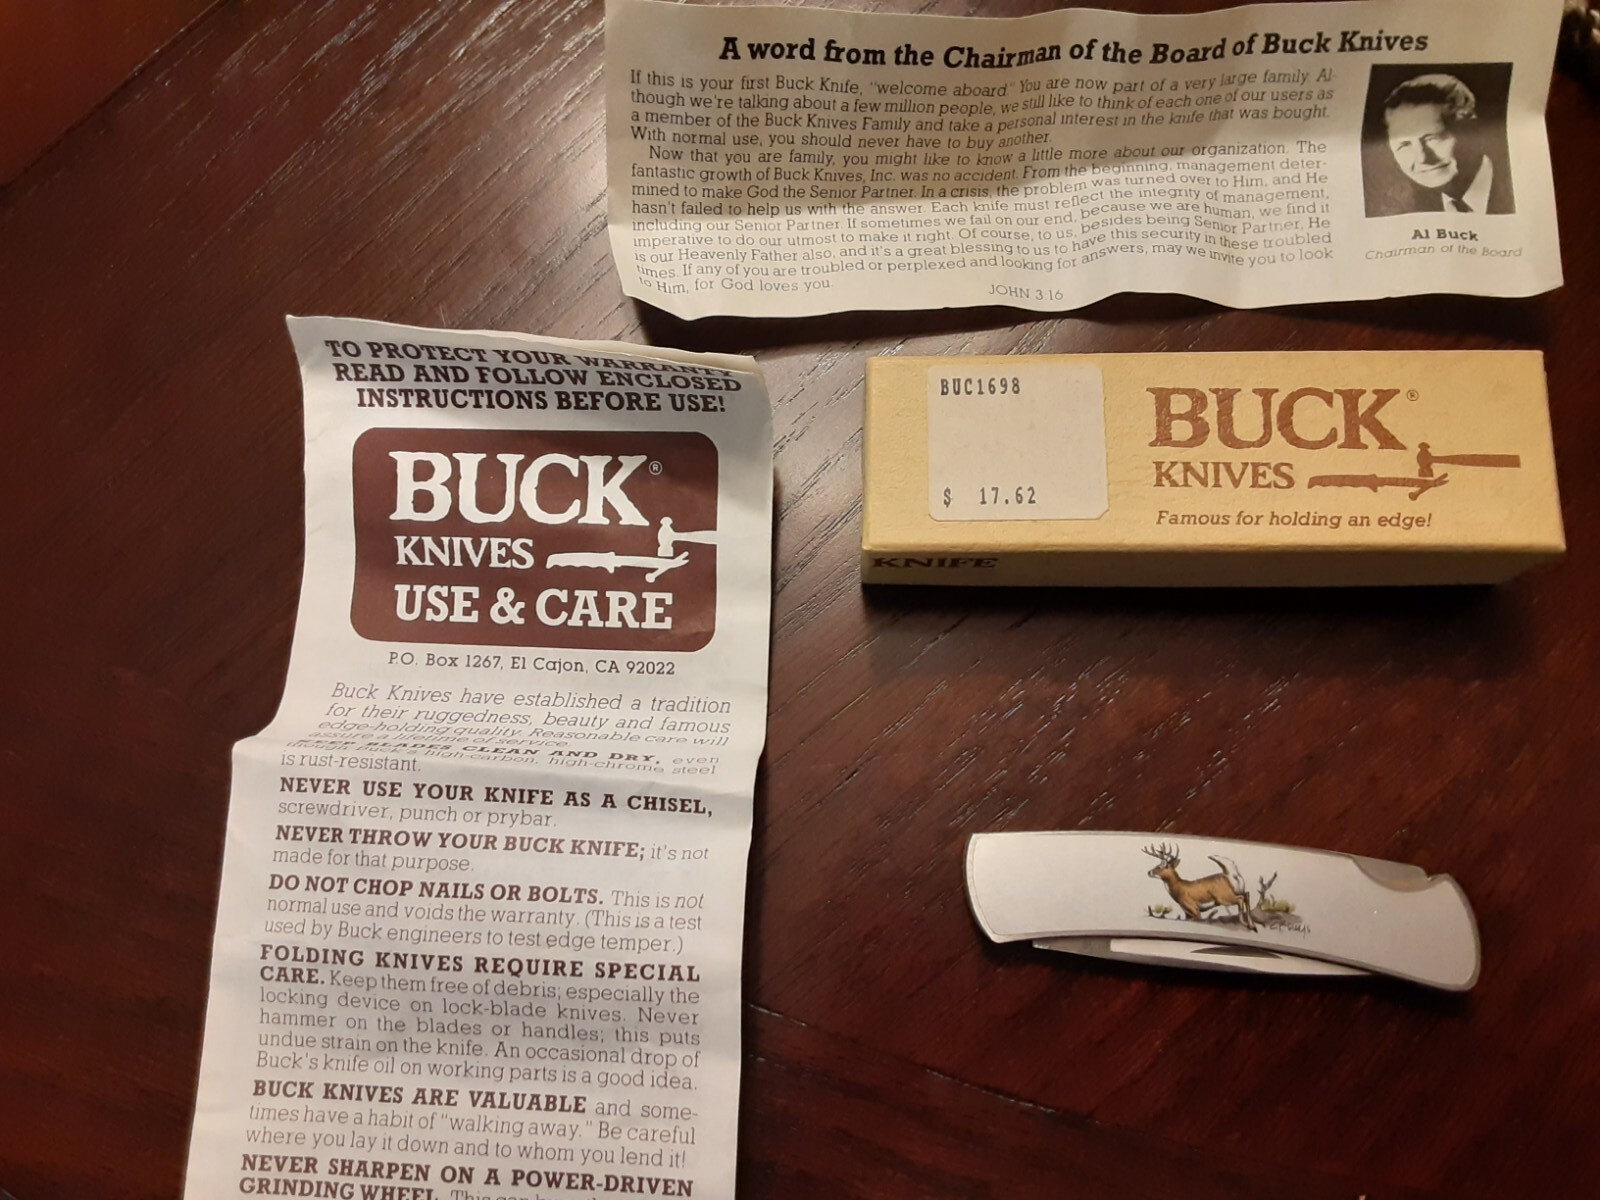 A word from the Chairman of the Board of Buck Knives
If this is your first Buck Knife, "welcome aboard." You are now part of a very large family. Al-
though we're talking about a few million people, we still like to think of each one of our users as
a member of the Buck Knives Family and take a personal interest in the knife that was bought.
With normal use, you should never have to buy another.
Now that you are family, you might like to know a little more about our organization. The
fantastic growth of Buck Knives, Inc. was no accident. From the beginning, management deter-
mined to make God the Senior Partner. In a crisis, the problem was turned over to Him, and He
hasn't failed to help us with the answer. Each knife must reflect the integrity of management,
including our Senior Partner. If sometimes we fail on our end, because we are human, we find it
imperative to do our utmost to make it right. Of course, to us, besides being Senior Partner, He
is our Heavenly Father also, and it's a great blessing to us to have this security in these troubled
times. If any of you are troubled or perplexed and looking for answers, may we invite you to look
to Him, for God loves you.
JOHN 3:16
Al Buck
Chairman of the Board
TO PROTECT YOUR WARRANTY
READ AND FOLLOW ENCLOSED
INSTRUCTIONS BEFORE USE!
BUCK®
KNIVES
USE & CARE
P.O. Box 1267, El Cajon, CA 92022
Buck Knives have established a tradition
for their ruggedness, beauty and famous
edge-holding quality. Reasonable care will
assure a lifetime of service.
KEEP BLADES CLEAN AND DRY, even
though Buck's high-carbon, high-chrome steel
is rust-resistant.
NEVER USE YOUR KNIFE AS A CHISEL,
screwdriver, punch or prybar.
NEVER THROW YOUR BUCK KNIFE; it's not
made for that purpose.
DO NOT CHOP NAILS OR BOLTS. This is not
normal use and voids the warranty. (This is a test
used by Buck engineers to test edge temper.)
FOLDING KNIVES REQUIRE SPECIAL
CARE. Keep them free of debris; especially the
locking device on lock-blade knives. Never
hammer on the blades or handles; this puts
undue strain on the knife. An occasional drop of
Buck's knife oil on working parts is a good idea.
BUCK KNIVES ARE VALUABLE and some-
times have a habit of "walking away." Be careful
where you lay it down and to whom you lend it!
NEVER SHARPEN ON A POWER-DRIVEN
GRINDING WHEEL. This can
BUC1698
$ 17.62
BUCK®
KNIVES
Famous for holding an edge!
KNIFE